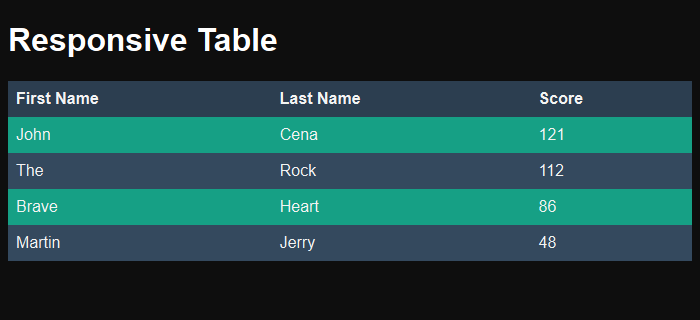 Responsive Table
First Name Last Name Score
John Cena 121
The Rock 112
Brave Heart 86
Martin Jerry 48